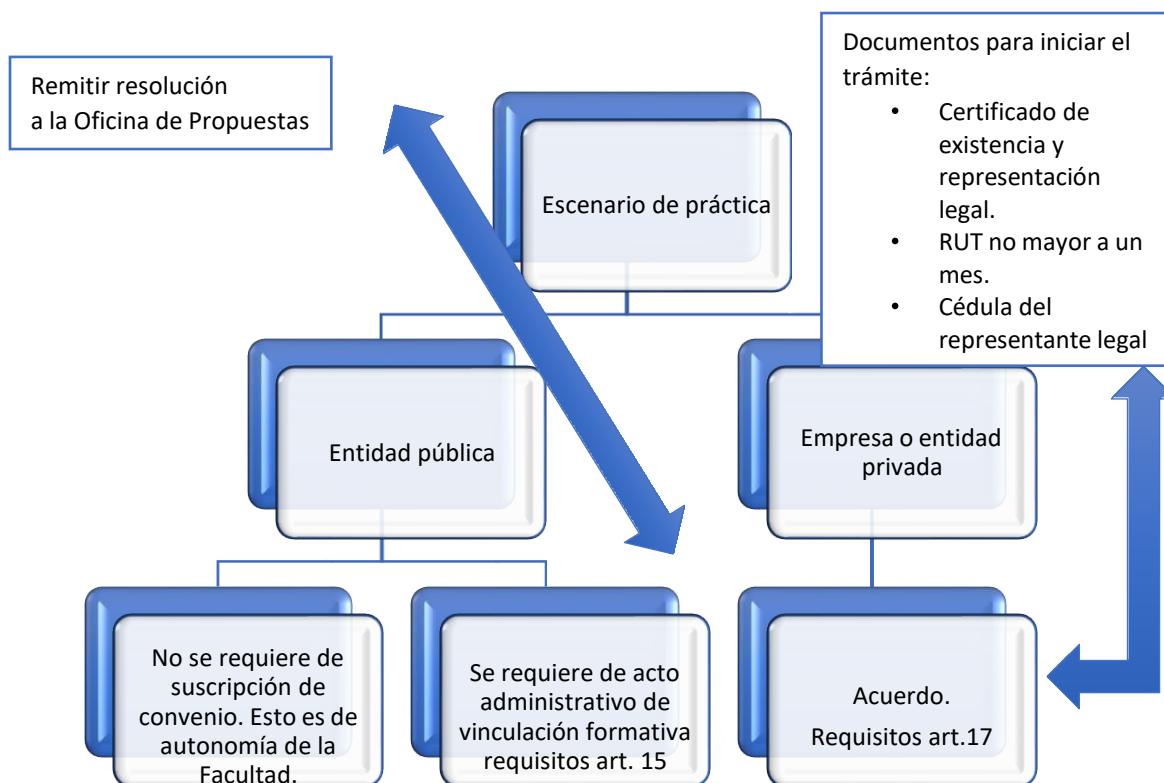 Remitir resolución
a la Oficina de Propuestas
Documentos para iniciar el
trámite:
• Certificado de
existencia y
representación
legal.
• RUT no mayor a un
mes.
• Cédula del
representante legal
Escenario de práctica
Entidad pública
Empresa o entidad
privada
No se requiere de
suscripción de
convenio. Esto es de
autonomía de la
Facultad.
Se requiere de acto
administrativo de
vinculación formativa
requisitos art. 15
Acuerdo.
Requisitos art.17